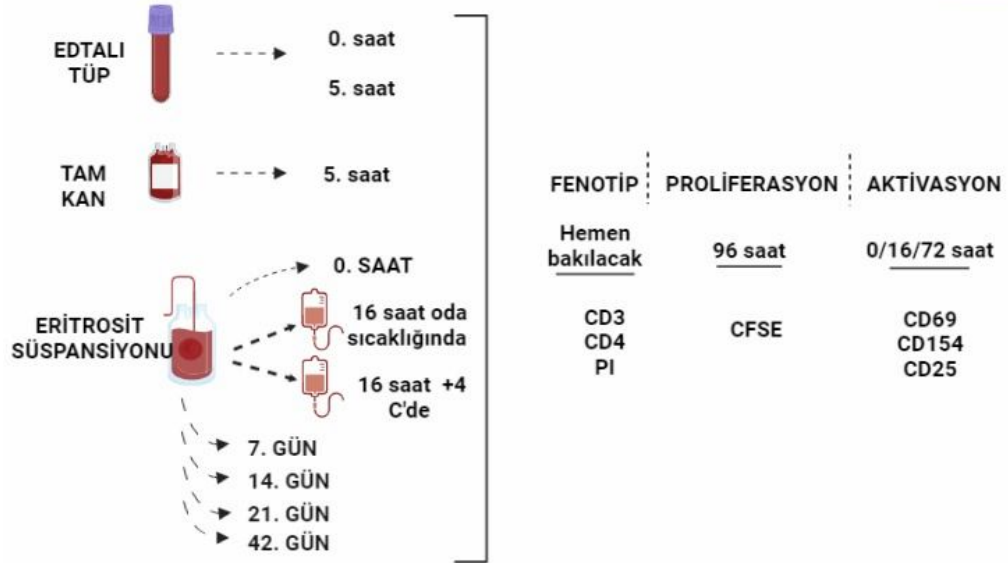 EDTALI
TÜP
0. saat
5. saat
TAM
KAN
5. saat
ERİTROSİT
SÜSPANSİYONU
0. SAAT
16 saat oda
sıcaklığında
16 saat +4
C'de
7. GÜN
14. GÜN
21. GÜN
42. GÜN
FENOTİP
PROLİFERASYON
AKTİVASYON
Hemen
bakılacak
96 saat
0/16/72 saat
CD3
CD4
PI
CFSE
CD69
CD154
CD25